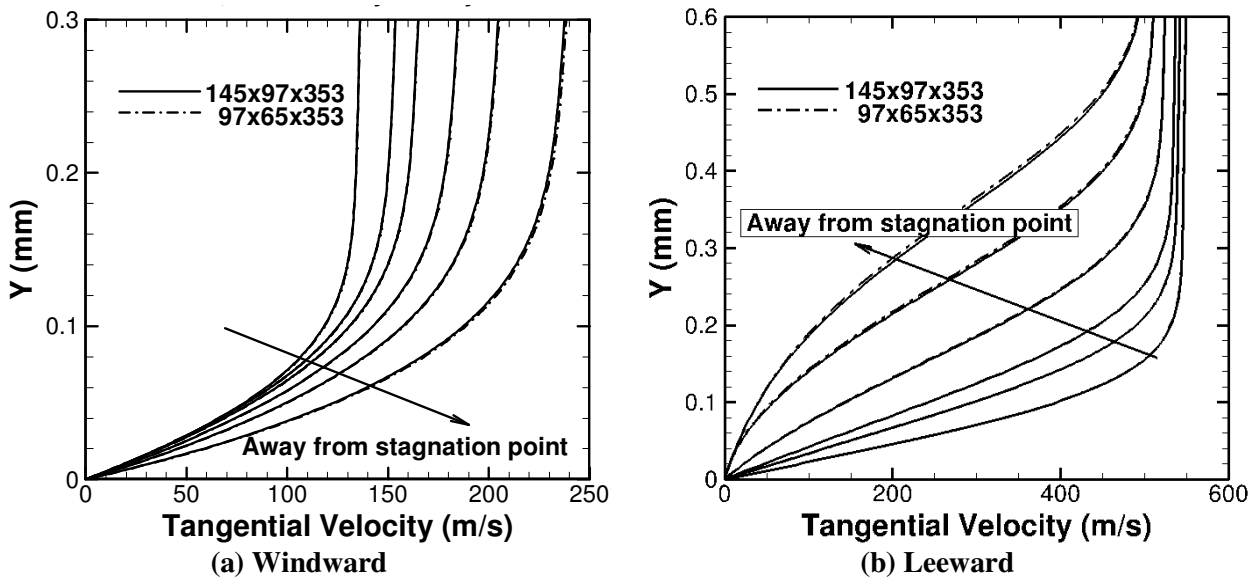 0.3
0.2
0.1
0
Y (mm)
145x97x353
97x65x353
Away from stagnation point
0 50 100 150 200 250
Tangential Velocity (m/s)
(a) Windward
0.6
0.5
0.4
0.3
0.2
0.1
0
Y (mm)
145x97x353
97x65x353
Away from stagnation point
0 200 400 600
Tangential Velocity (m/s)
(b) Leeward